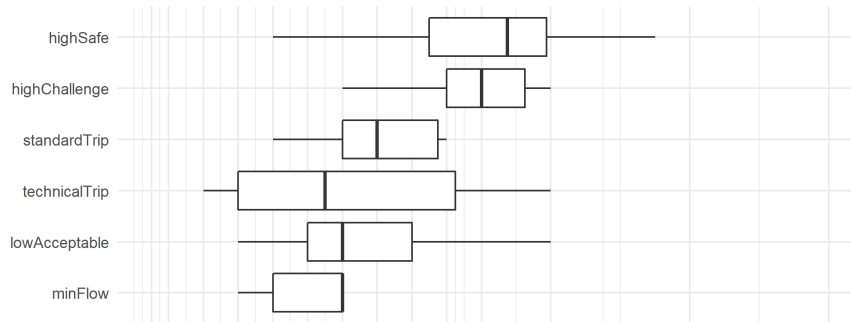 highSafe
highChallenge
standardTrip
technicalTrip
lowAcceptable
minFlow